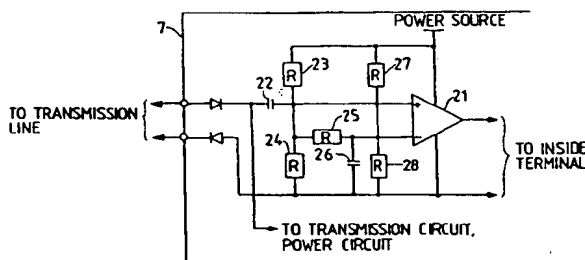 POWER SOURCE
7
23
27
R
R
22
21
25
R
+
−
TO TRANSMISSION
LINE
24
R
26
R
28
TO INSIDE
TERMINAL
TO TRANSMISSION CIRCUIT,
POWER CIRCUIT